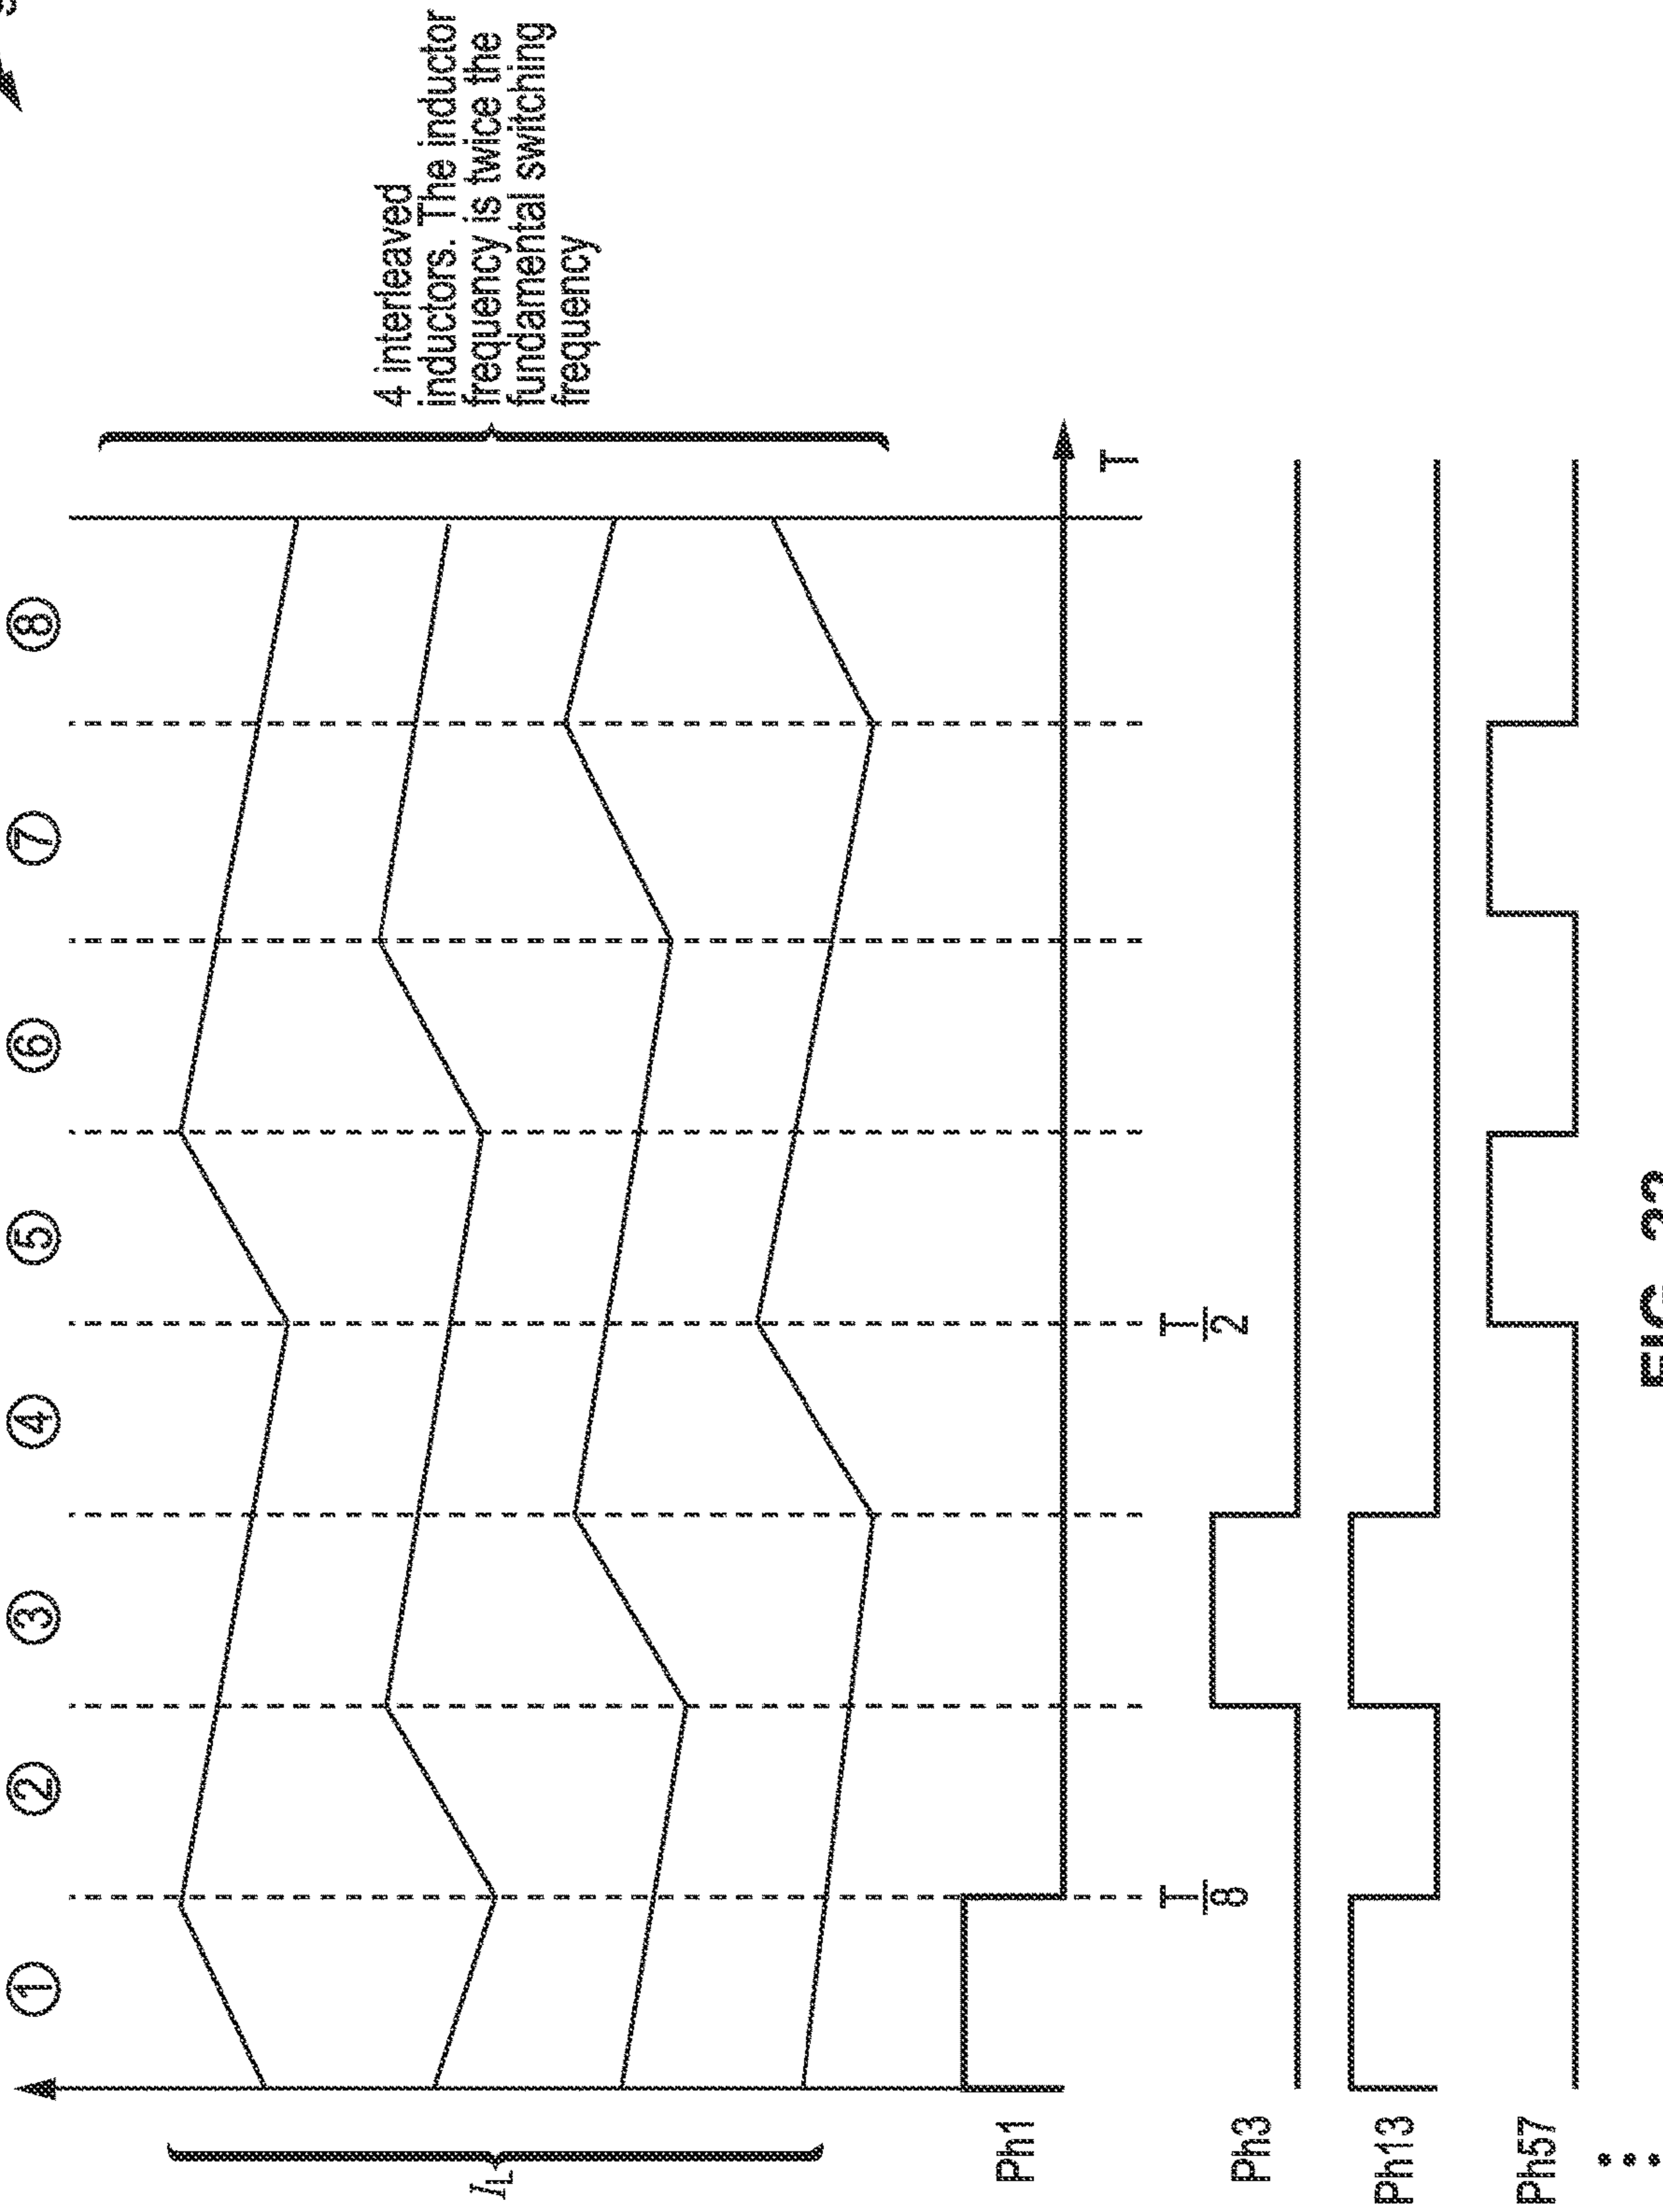 ① ② ③ ④ ⑤ ⑥ ⑦ ⑧
4 interleaved
inductors. The inductor
frequency is twice the
fundamental switching
frequency
I_L
Ph1
T
T/8
T/2
Ph3
Ph13
Ph57